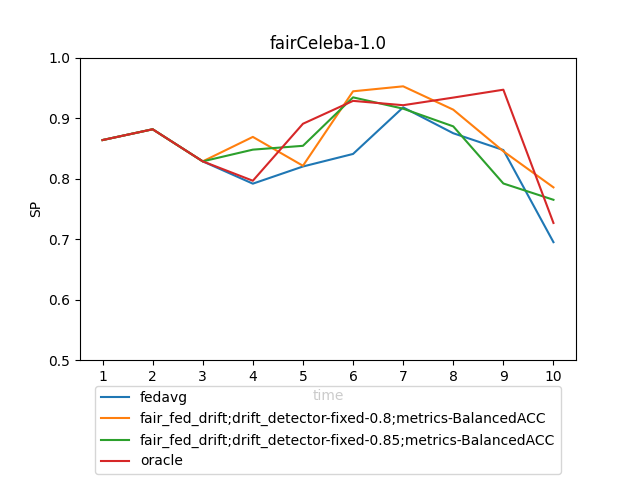 fairCeleba-1.0
1.0
0.9
0.8
0.7
0.6
0.5
SP
1 2 3 4 5 6 7 8 9 10
time
fedavg
fair_fed_drift;drift_detector-fixed-0.8;metrics-BalancedACC
fair_fed_drift;drift_detector-fixed-0.85;metrics-BalancedACC
oracle